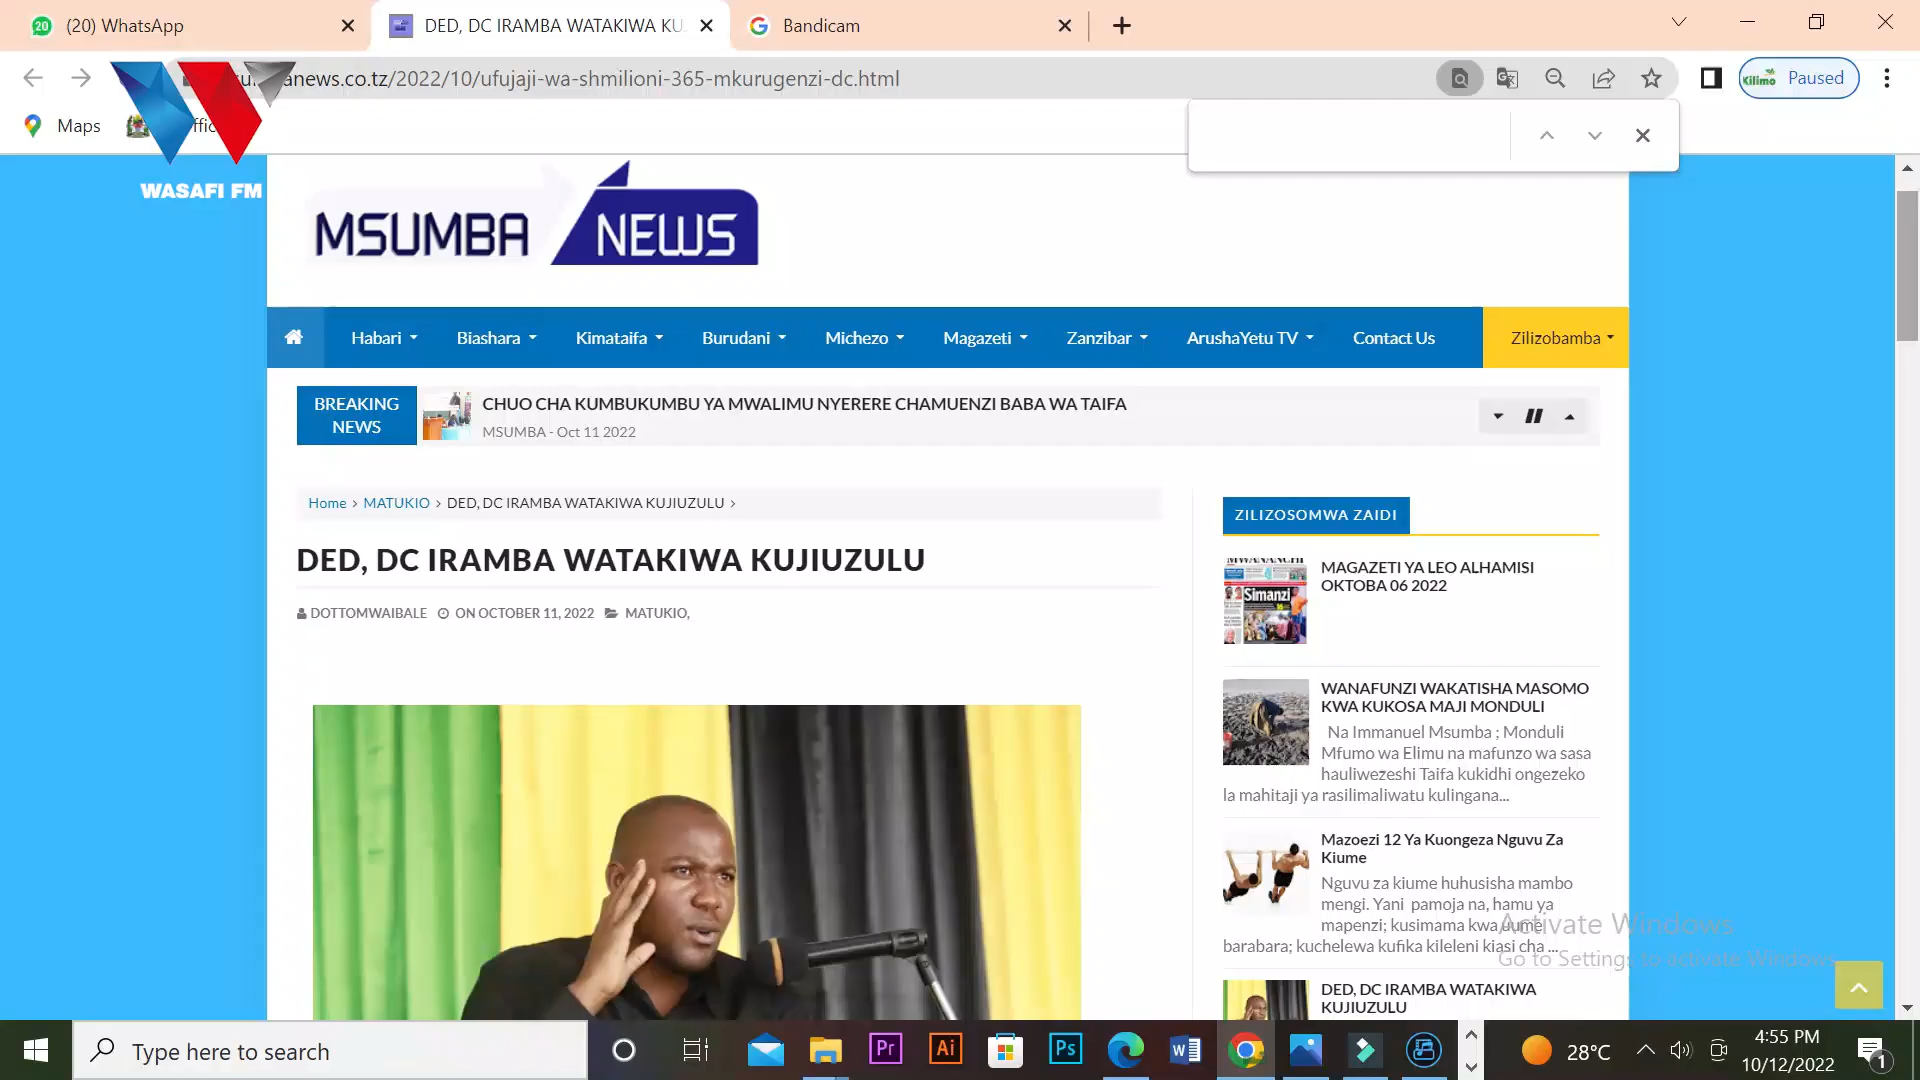 (20) WhatsApp
DED, DC IRAMBA WATAKIWA KU
Bandicam
anews.co.tz/2022/10/ufujaji-wa-shmilioni-365-mkurugenzi-dc.html
Kilimo
Paused
Maps
WASAFI FM
MSUMBA NEWS
Habari
Biashara
Kimataifa
Burudani
Michezo
Magazeti
Zanzibar
ArushaYetu TV
Contact Us
Zilizobamba
BREAKING
NEWS
CHUO CHA KUMBUKUMBU YA MWALIMU NYERERE CHAMUENZI BABA WA TAIFA
MSUMBA - Oct 11 2022
Home > MATUKIO > DED, DC IRAMBA WATAKIWA KUJIUZULU >
DED, DC IRAMBA WATAKIWA KUJIUZULU
DOTTOMWAIBALE ON OCTOBER 11, 2022 MATUKIO,
ZILIZOSOMWA ZAIDI
MWANANCHI
Simanzi
MAGAZETI YA LEO ALHAMISI
OKTOBA 06 2022
WANAFUNZI WAKATISHA MASOMO
KWA KUKOSA MAJI MONDULI
Na Immanuel Msumba ; Monduli
Mfumo wa Elimu na mafunzo wa sasa
hauliwezeshi Taifa kukidhi ongezeko
la mahitaji ya rasilimaliwatu kulingana...
Mazoezi 12 Ya Kuongeza Nguvu Za
Kiume
Nguvu za kiume huhusisha mambo
mengi. Yani pamoja na, hamu ya
mapenzi; kusimama kwa uume
barabara; kuchelewa kufika kileleni kiasi cha ...
DED, DC IRAMBA WATAKIWA
KUJIUZULU
Activate Windows
Go to Settings to activate Windows.
Type here to search
Pr
Ai
Ps
28°C
4:55 PM
10/12/2022
1